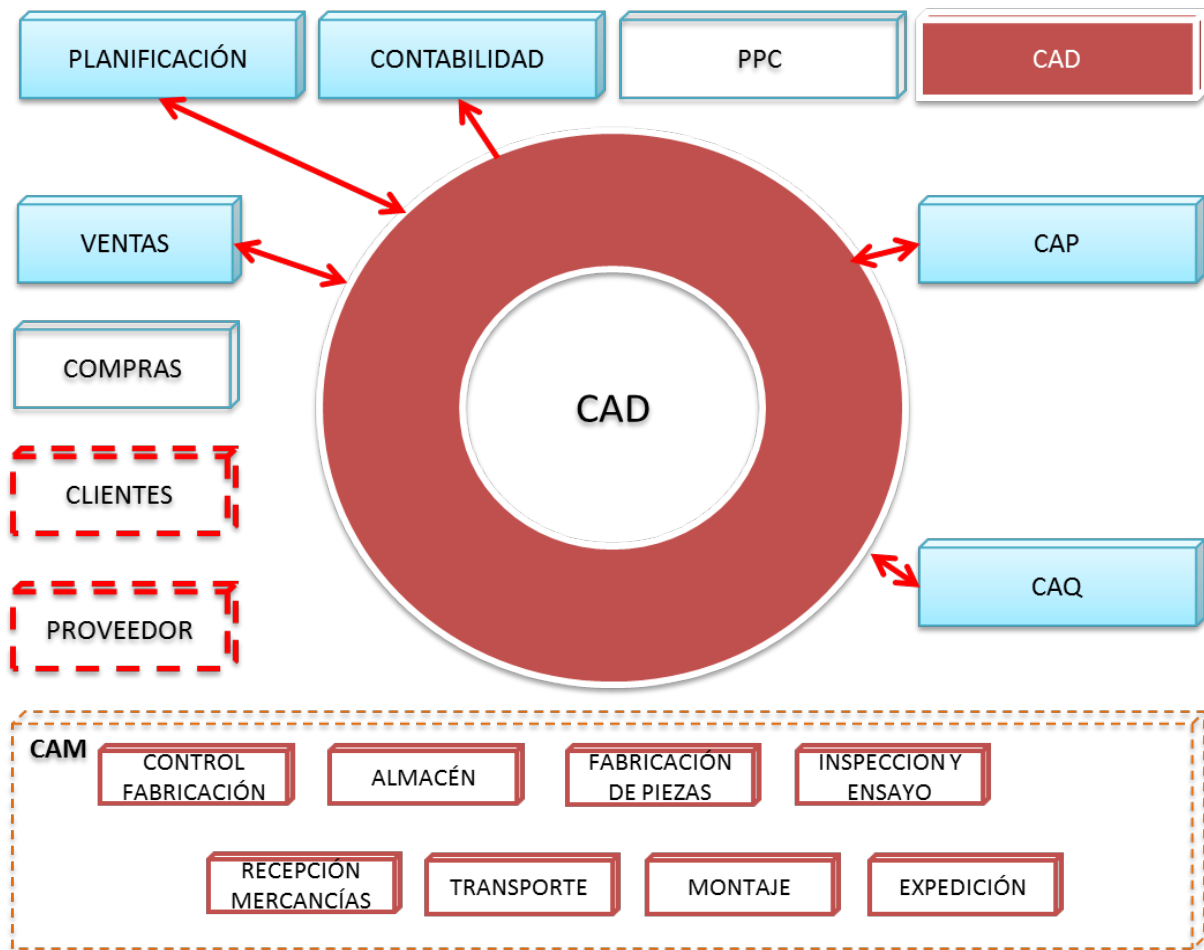 PLANIFICACIÓN
CONTABILIDAD
PPC
CAD
VENTAS
CAP
COMPRAS
CAD
CLIENTES
CAQ
PROVEEDOR
CAM
CONTROL
FABRICACIÓN
ALMACÉN
FABRICACIÓN
DE PIEZAS
INSPECCION Y
ENSAYO
RECEPCIÓN
MERCANCÍAS
TRANSPORTE
MONTAJE
EXPEDICIÓN